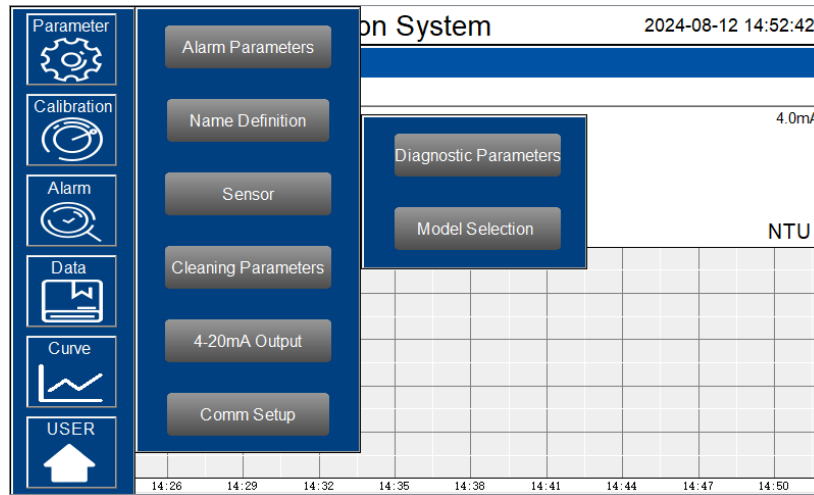 Parameter
Calibration
Alarm
Data
Curve
USER
Alarm Parameters
Name Definition
Sensor
Cleaning Parameters
4-20mA Output
Comm Setup
Diagnostic Parameters
Model Selection
on System
2024-08-12 14:52:42
4.0mA
NTU
14:26 14:29 14:32 14:35 14:38 14:41 14:44 14:47 14:50